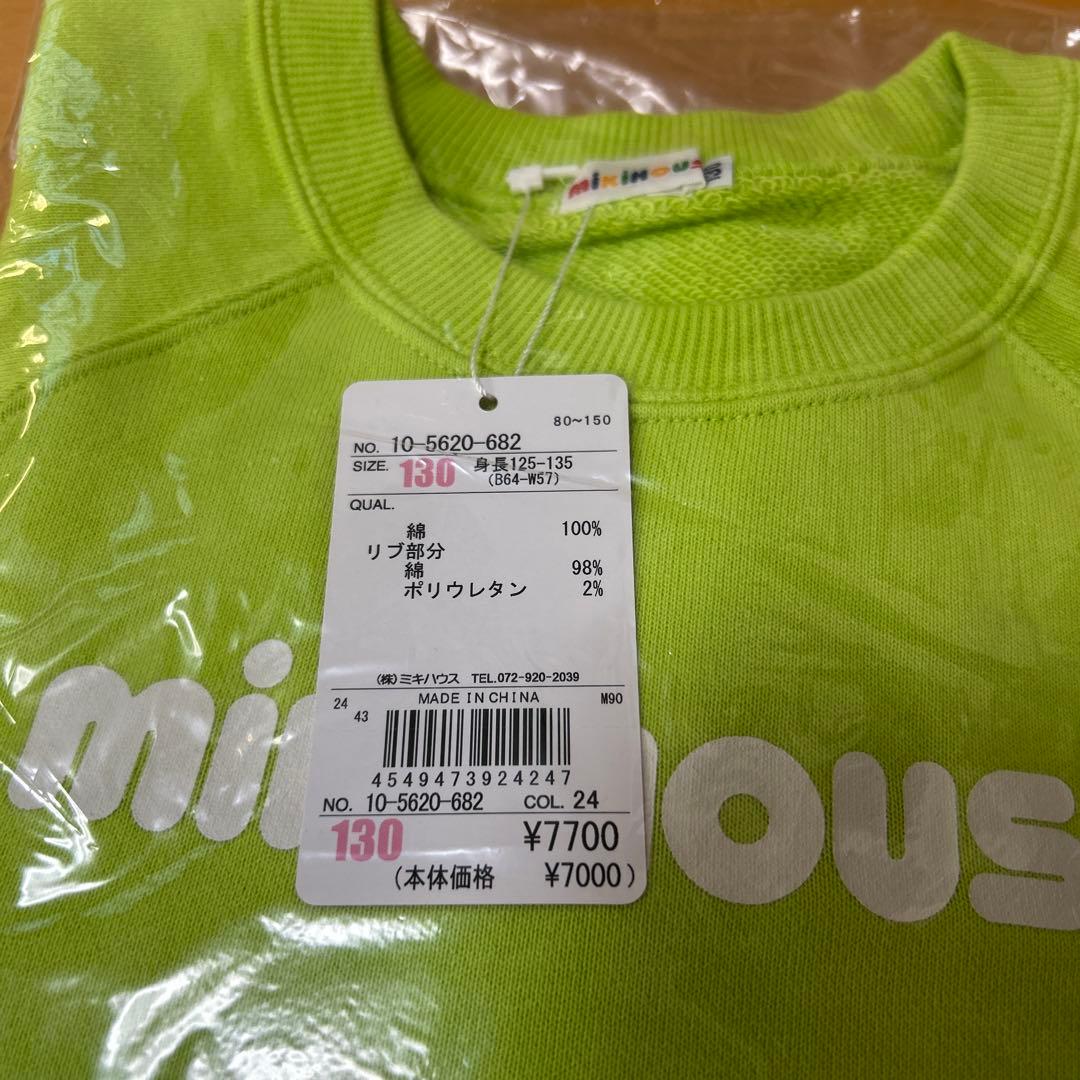 miKiHOUS
80~150
NO. 10-5620-682
SIZE. 130 身長125-135
(B64-W57)
QUAL.
綿 100%
リブ部分
綿 98%
ポリウレタン 2%
(株)ミキハウス TEL.072-920-2039
24 MADE IN CHINA M90
43
4549473924247
NO. 10-5620-682 COL. 24
130 ¥7700
(本体価格 ¥7000)
mi ous